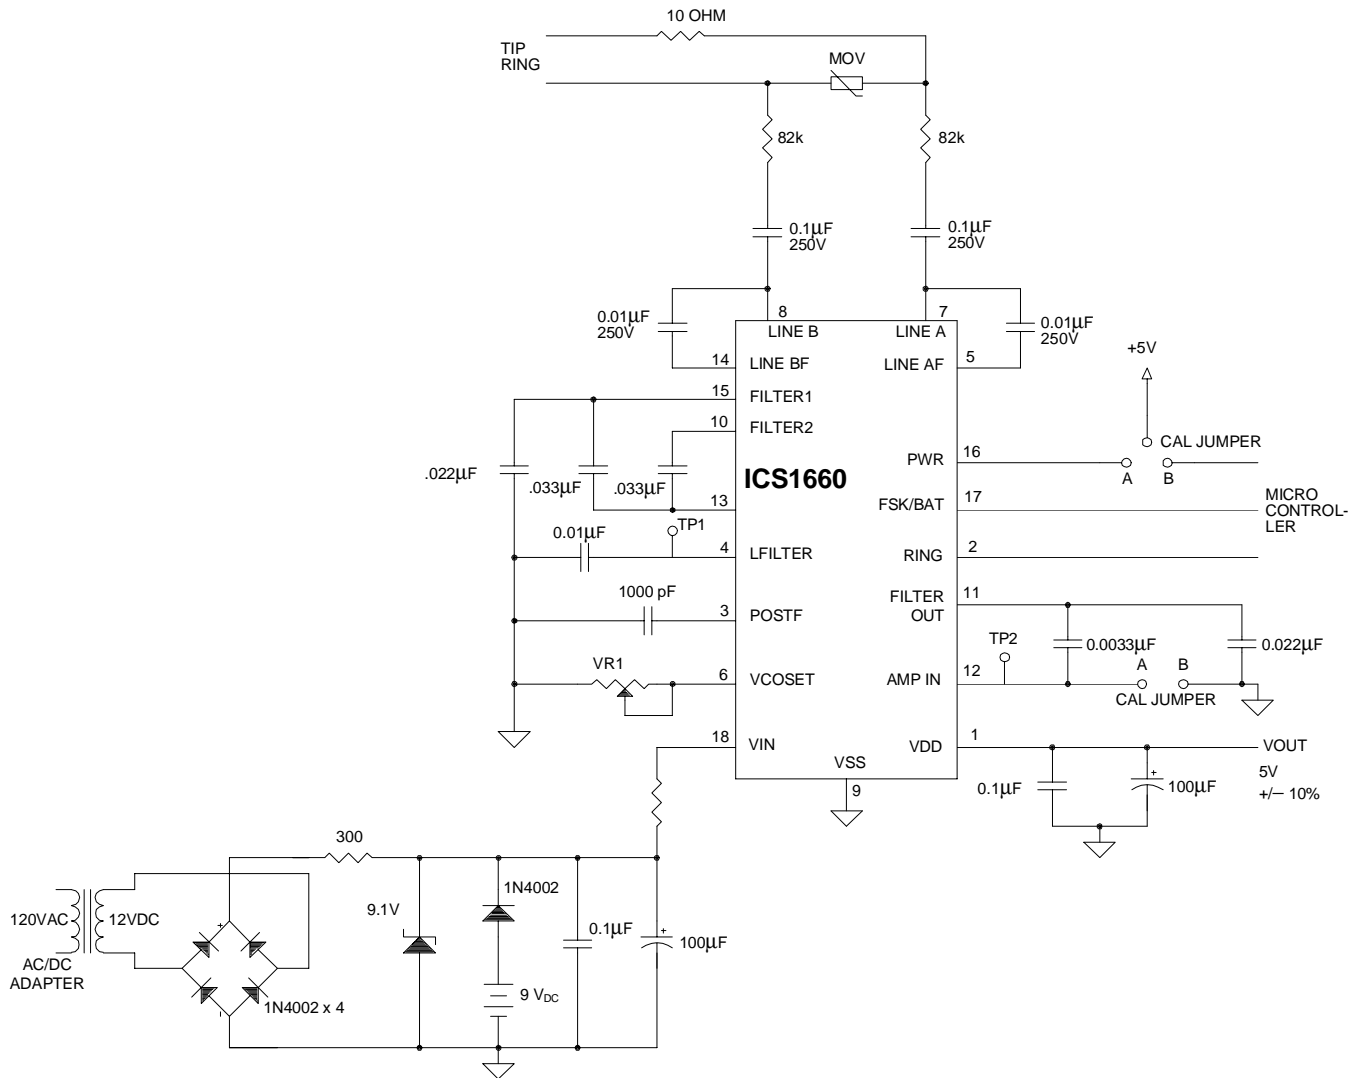 10 OHM
TIP
RING
MOV
82k
82k
0.1µF
250V
0.1µF
250V
0.01µF
250V
8
7
0.01µF
250V
LINE B
LINE A
14
LINE BF
LINE AF
5
+5V
15
FILTER1
10
FILTER2
CAL JUMPER
PWR
16
A
B
.022µF
.033µF
.033µF
ICS1660
13
FSK/BAT
17
MICRO
CONTROL-
LER
0.01µF
TP1
4
LFILTER
RING
2
1000 pF
3
POSTF
FILTER
OUT
11
TP2
0.0033µF
0.022µF
VR1
6
VCOSET
AMP IN
12
A
B
CAL JUMPER
18
VIN
VDD
1
VOUT
5V
+/– 10%
VSS
9
0.1µF
+
100µF
300
120VAC
12VDC
AC/DC
ADAPTER
+
-
1N4002 x 4
9.1V
1N4002
9 VDC
0.1µF
+
100µF